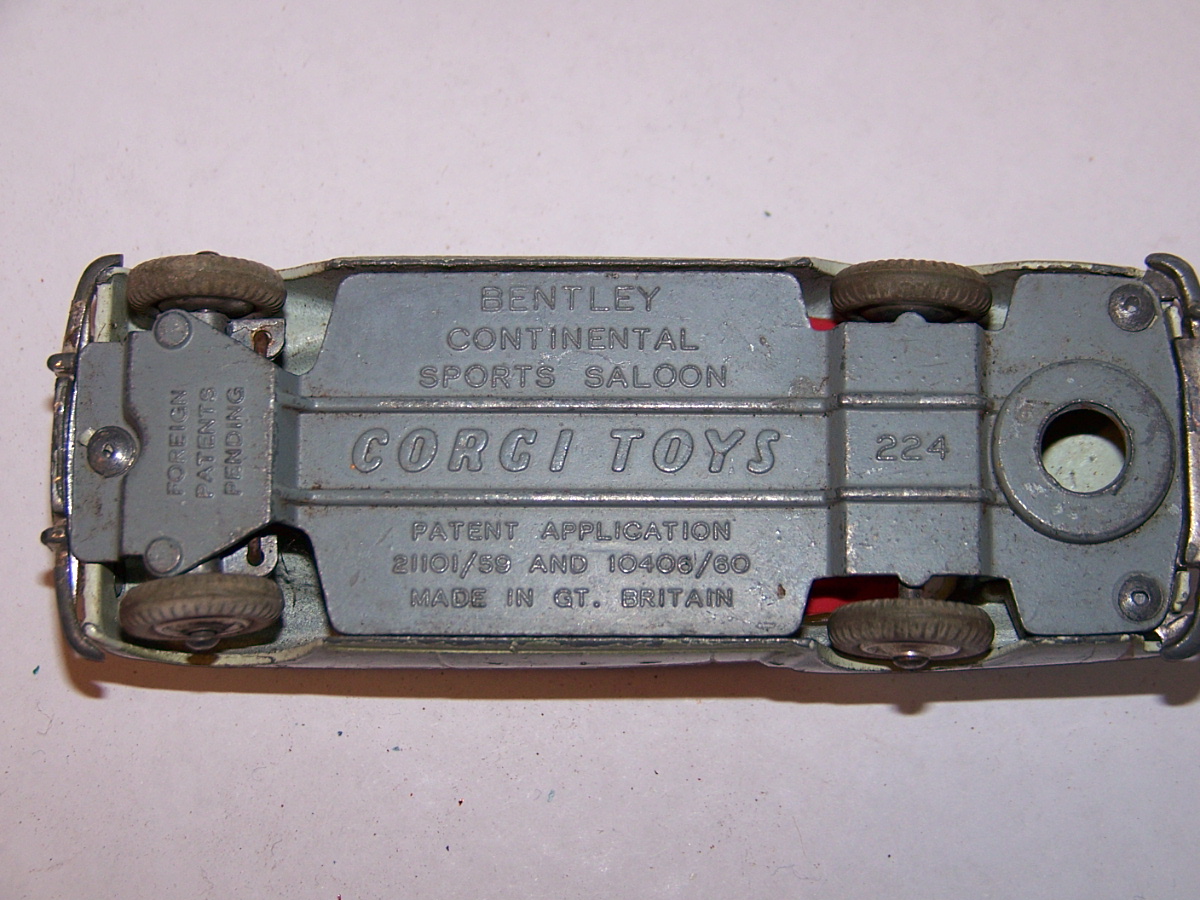 BENTLEY
CONTINENTAL
SPORTS SALOON
FOREIGN
PATENTS
PENDING
CORGI TOYS
224
PATENT APPLICATION
21101/59 AND 10406/60
MADE IN GT. BRITAIN